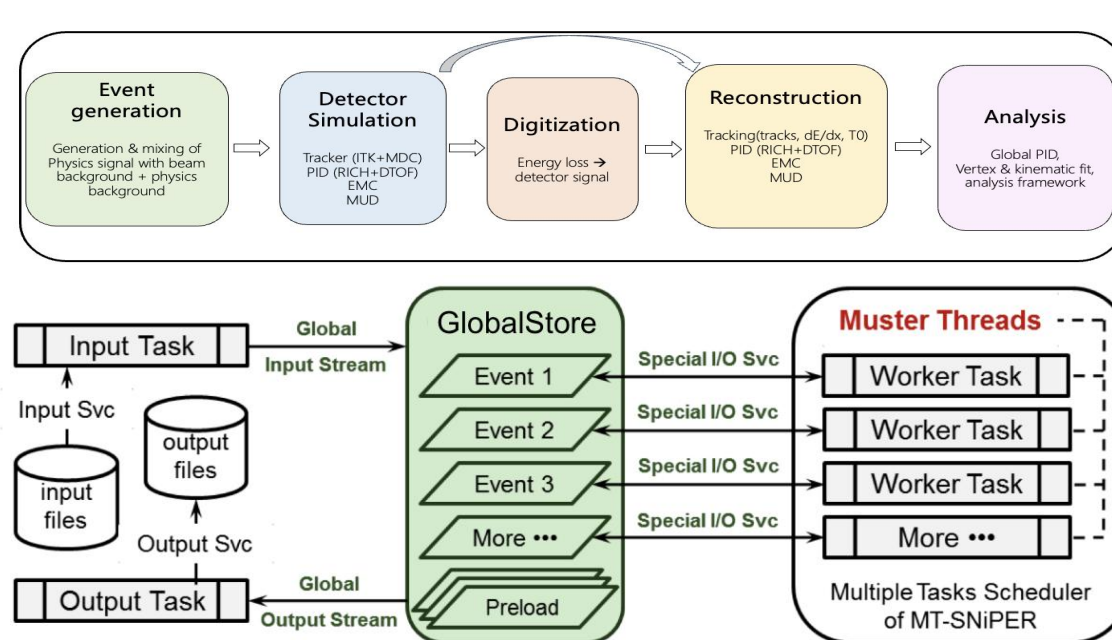 Event
generation
Generation & mixing of
Physics signal with beam
background + physics
background
Detector
Simulation
Tracker (ITK+MDC)
PID (RICH+DTOF)
EMC
MUD
Digitization
Energy loss →
detector signal
Reconstruction
Tracking(tracks, dE/dx, T0)
PID (RICH+DTOF)
EMC
MUD
Analysis
Global PID,
Vertex & kinematic fit,
analysis framework
Input Task
Global
Input Stream
Input Svc
input
files
output
files
Output Svc
Output Task
Global
Output Stream
GlobalStore
Event 1
Event 2
Event 3
More •••
Preload
Special I/O Svc
Special I/O Svc
Special I/O Svc
Special I/O Svc
Muster Threads
Worker Task
Worker Task
Worker Task
More •••
Multiple Tasks Scheduler
of MT-SNiPER